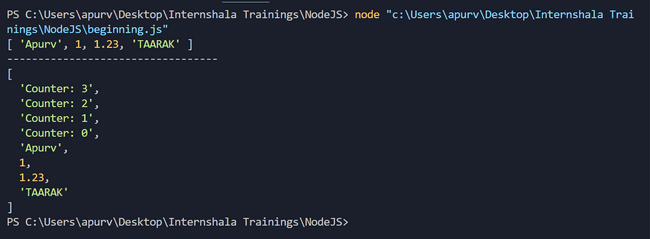 PS C:\Users\apurv\Desktop\Internshala Trainings\NodeJS> node "c:\Users\apurv\Desktop\Internshala Trai
nings\NodeJS\beginning.js"
[ 'Apurv', 1, 1.23, 'TAARAK' ]
--------------------------------
[
  'Counter: 3',
  'Counter: 2',
  'Counter: 1',
  'Counter: 0',
  'Apurv',
  1,
  1.23,
  'TAARAK'
]
PS C:\Users\apurv\Desktop\Internshala Trainings\NodeJS>